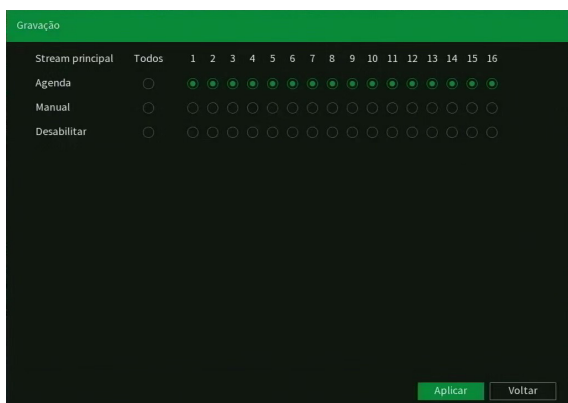 Gravação
Stream principal Todos 1 2 3 4 5 6 7 8 9 10 11 12 13 14 15 16
Agenda
Manual
Desabilitar
Aplicar Voltar